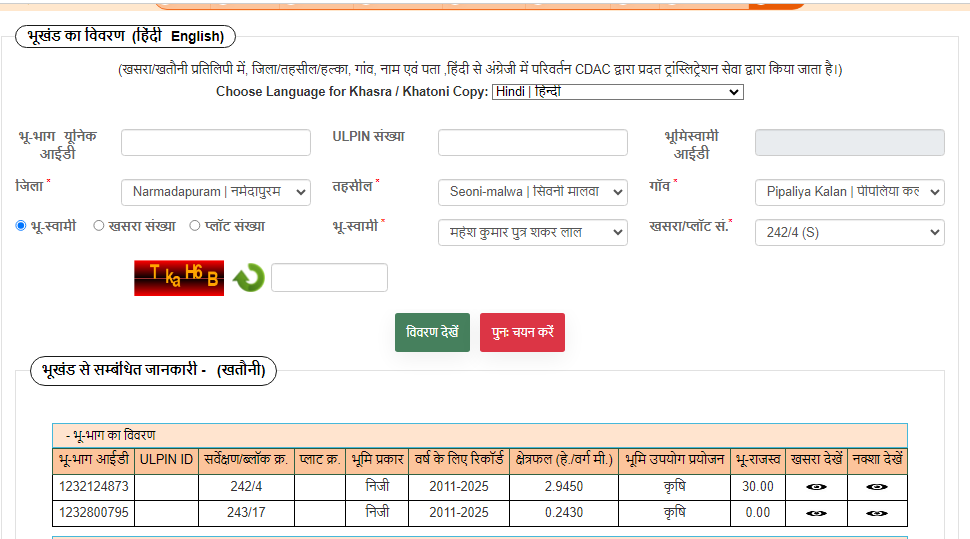 भूखंड का विवरण (हिंदी English)
(खसरा/खतौनी प्रतिलिपी में, जिला/तहसील/हल्का, गांव, नाम एवं पता ,हिंदी से अंग्रेजी में परिवर्तन CDAC द्वारा प्रदत ट्रांस्लिट्रेशन सेवा द्वारा किया जाता है।)
Choose Language for Khasra / Khatoni Copy: Hindi | हिन्दी
भू-भाग यूनिक आईडी ULPIN संख्या भूमिस्वामी आईडी
जिला * Narmadapuram | नर्मदापुरम तहसील * Seoni-malwa | सिवनी मालवा गाँव * Pipaliya Kalan | पीपलिया कल
भू-स्वामी खसरा संख्या प्लॉट संख्या भू-स्वामी * महेश कुमार पुत्र शकर लाल खसरा/प्लॉट सं.* 242/4 (S)
T ka H6 B
विवरण देखें पुनः चयन करें
भूखंड से सम्बंधित जानकारी - (खतौनी)
- भू-भाग का विवरण
भू-भाग आईडी ULPIN ID सर्वेक्षण/ब्लॉक क्र. प्लाट क्र. भूमि प्रकार वर्ष के लिए रिकॉर्ड क्षेत्रफल (हे./वर्ग मी.) भूमि उपयोग प्रयोजन भू-राजस्व खसरा देखें नक्शा देखें
1232124873 242/4 निजी 2011-2025 2.9450 कृषि 30.00
1232800795 243/17 निजी 2011-2025 0.2430 कृषि 0.00